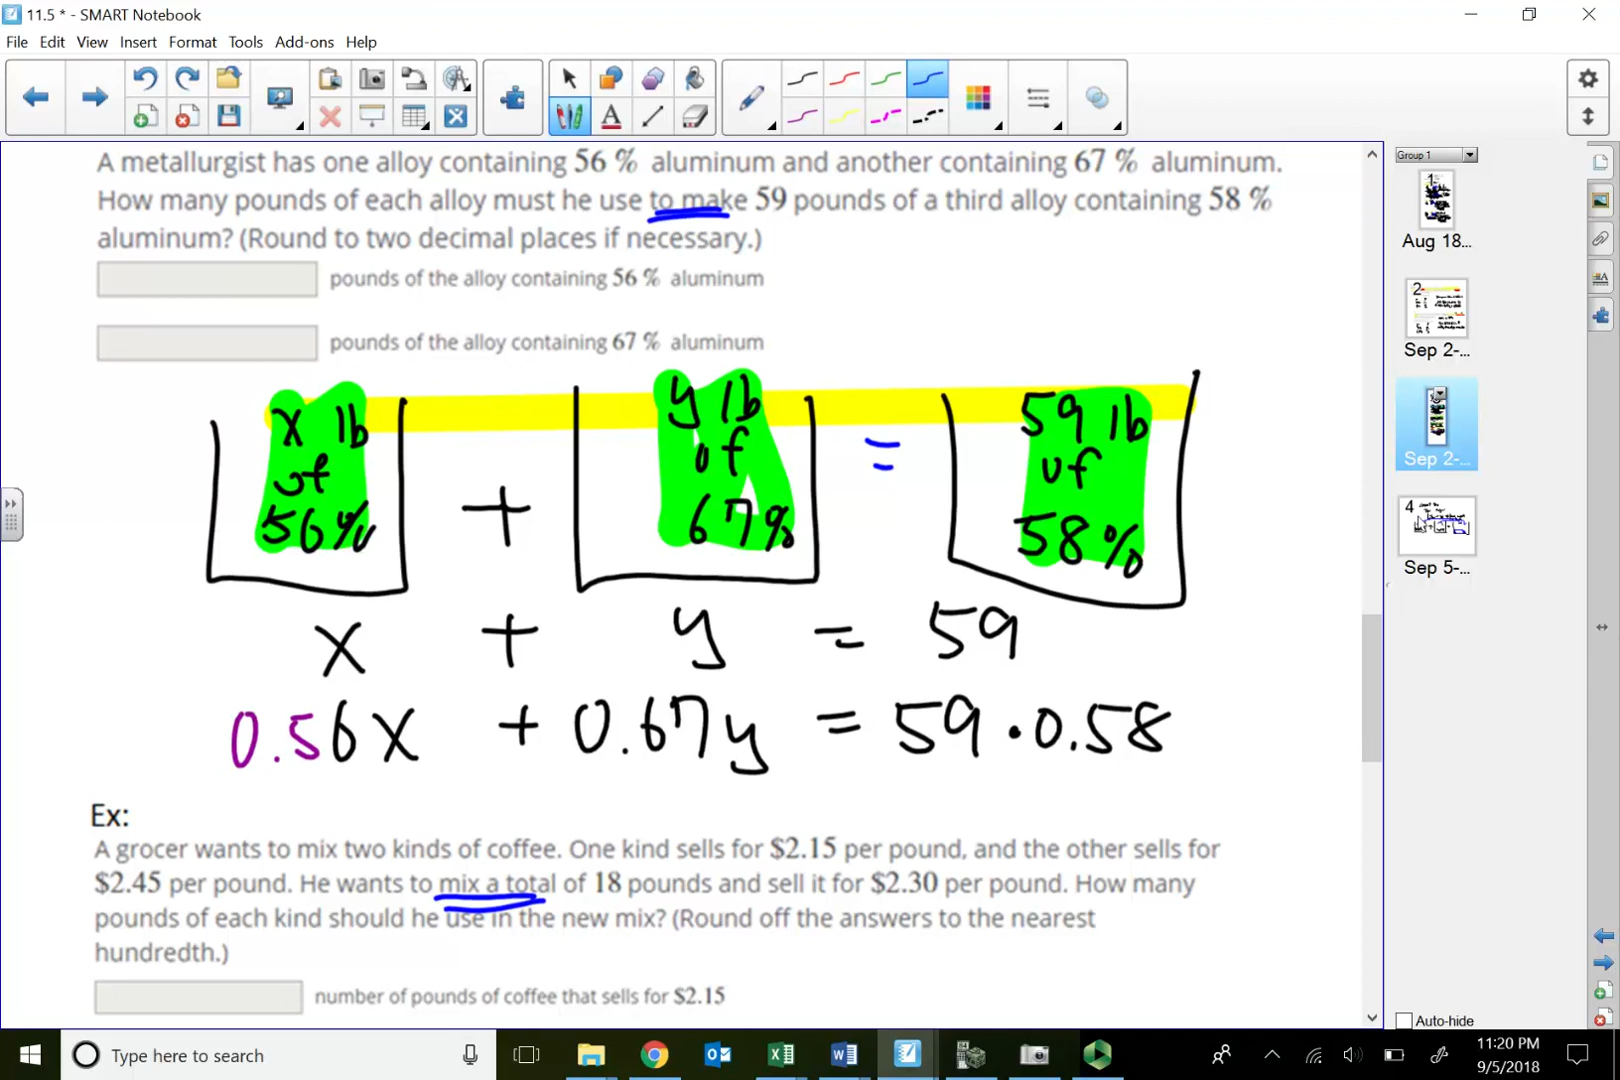 11.5 * - SMART Notebook
File Edit View Insert Format Tools Add-ons Help
A metallurgist has one alloy containing 56 % aluminum and another containing 67 % aluminum.
How many pounds of each alloy must he use to make 59 pounds of a third alloy containing 58 %
aluminum? (Round to two decimal places if necessary.)
pounds of the alloy containing 56 % aluminum
pounds of the alloy containing 67 % aluminum
x lb
of
56%
+
y lb
of
67%
=
59 lb
of
58%
x + y = 59
0.56x + 0.67y = 59 · 0.58
Ex:
A grocer wants to mix two kinds of coffee. One kind sells for $2.15 per pound, and the other sells for
$2.45 per pound. He wants to mix a total of 18 pounds and sell it for $2.30 per pound. How many
pounds of each kind should he use in the new mix? (Round off the answers to the nearest
hundredth.)
number of pounds of coffee that sells for $2.15
Group 1
1
Aug 18...
2
Sep 2-...
Sep 2-...
4
Sep 5-...
Auto-hide
Type here to search
11:20 PM
9/5/2018